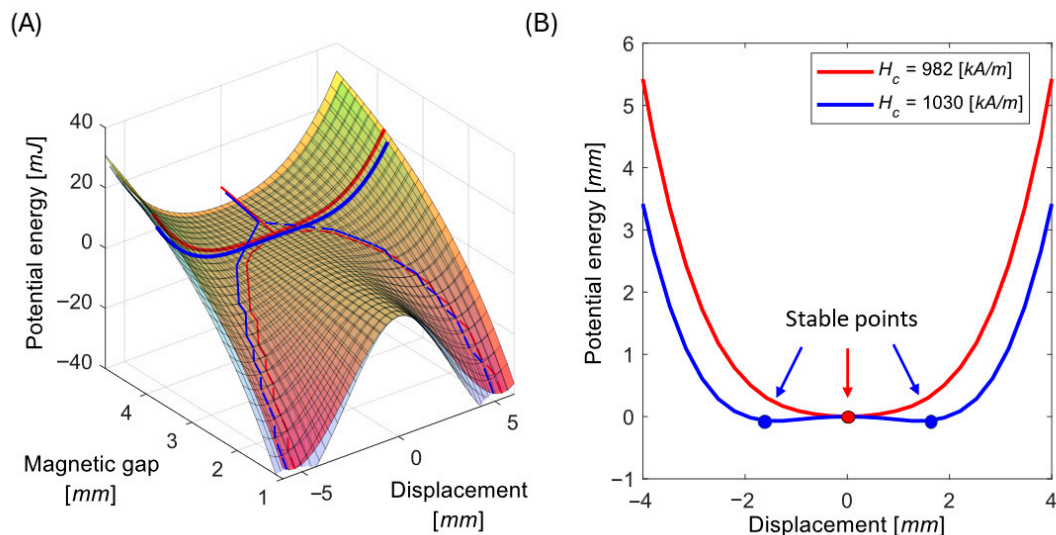 (A)
40
20
0
−20
−40
Potential energy [mJ]
4
3
2
1
Magnetic gap
[mm]
−5
0
5
Displacement
[mm]
(B)
6
5
4
3
2
1
0
−1
Potential energy [mm]
H_c = 982 [kA/m]
H_c = 1030 [kA/m]
Stable points
−4
−2
0
2
4
Displacement [mm]